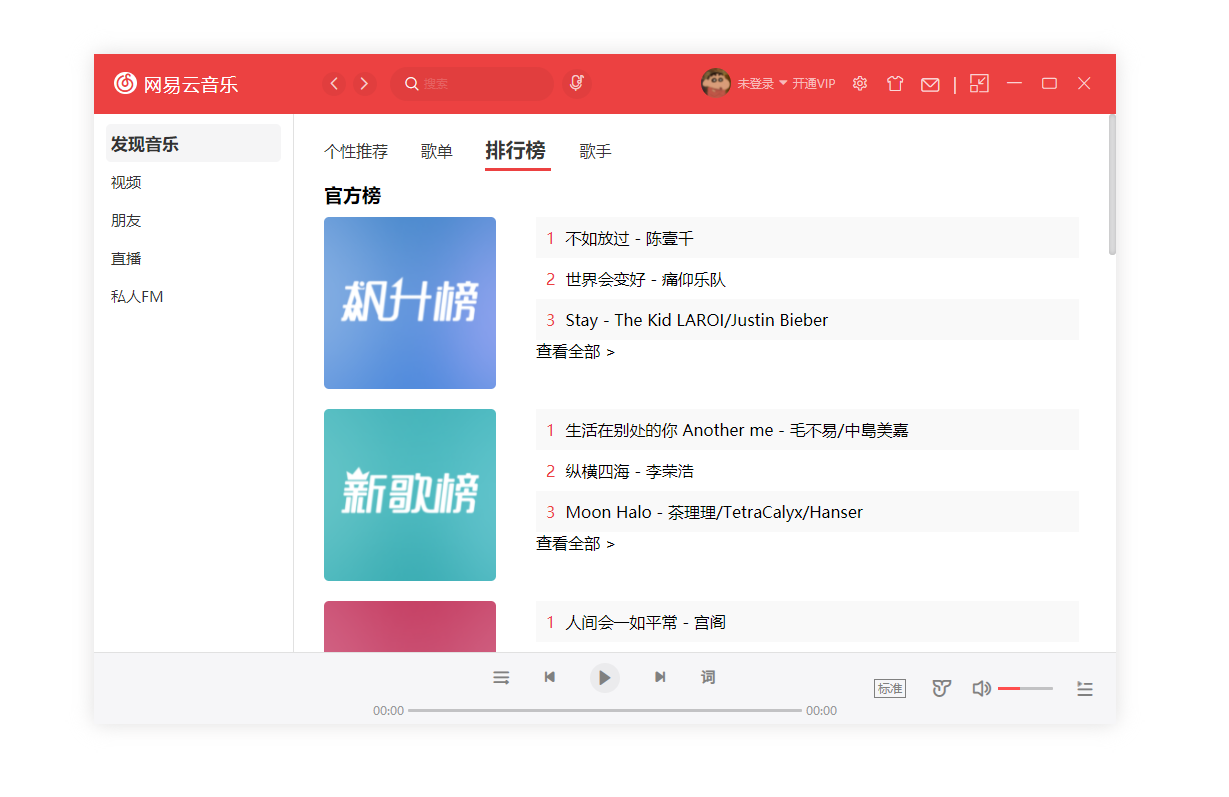 网易云音乐
搜索
未登录 开通VIP
发现音乐
视频
朋友
直播
私人FM
个性推荐 歌单 排行榜 歌手
官方榜
飙升榜
1 不如放过 - 陈壹千
2 世界会变好 - 痛仰乐队
3 Stay - The Kid LAROI/Justin Bieber
查看全部 >
新歌榜
1 生活在别处的你 Another me - 毛不易/中島美嘉
2 纵横四海 - 李荣浩
3 Moon Halo - 茶理理/TetraCalyx/Hanser
查看全部 >
1 人间会一如平常 - 宫阁
词
00:00 00:00
标准